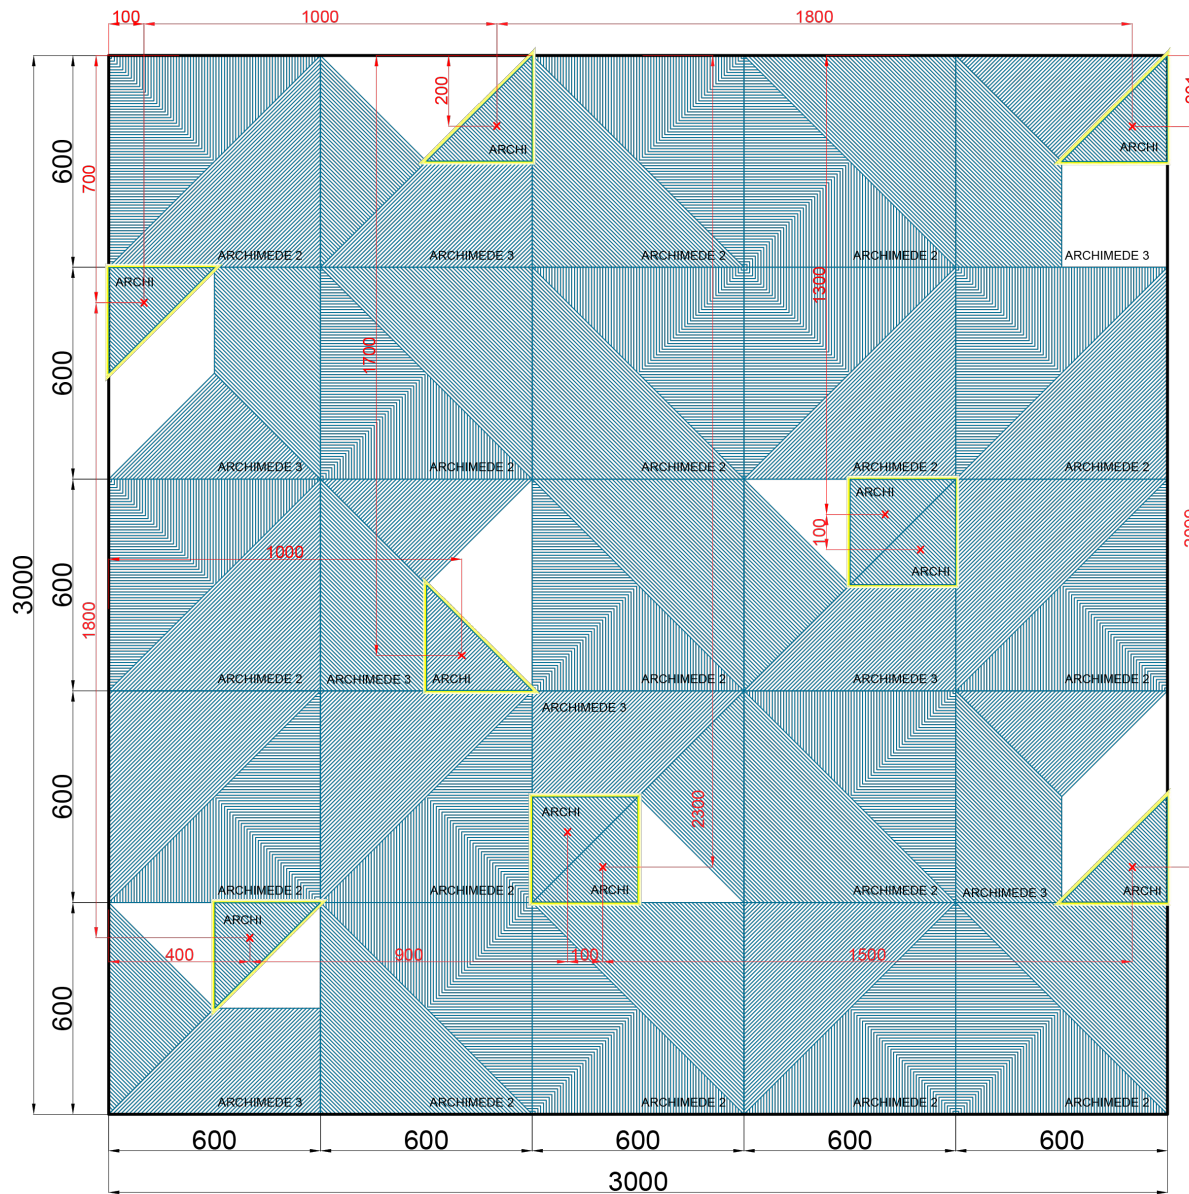 100 1000 1800
200
ARCHI ARCHI
600
700
ARCHIMEDE 2 ARCHIMEDE 3 ARCHIMEDE 2 ARCHIMEDE 2 ARCHIMEDE 3
ARCHI
1300
1700
600
ARCHIMEDE 3 ARCHIMEDE 2 ARCHIMEDE 2 ARCHIMEDE 2 ARCHIMEDE 2
ARCHI
100
1000
ARCHI
3000 600
1800
ARCHIMEDE 2 ARCHIMEDE 3 ARCHI ARCHIMEDE 2 ARCHIMEDE 3 ARCHIMEDE 2
ARCHIMEDE 3
600
2300
ARCHI
ARCHIMEDE 2 ARCHIMEDE 2 ARCHI ARCHIMEDE 2 ARCHIMEDE 3 ARCHI
ARCHI
400 900 100 1500
600
ARCHIMEDE 3 ARCHIMEDE 2 ARCHIMEDE 2 ARCHIMEDE 2 ARCHIMEDE 2
600 600 600 600 600
3000